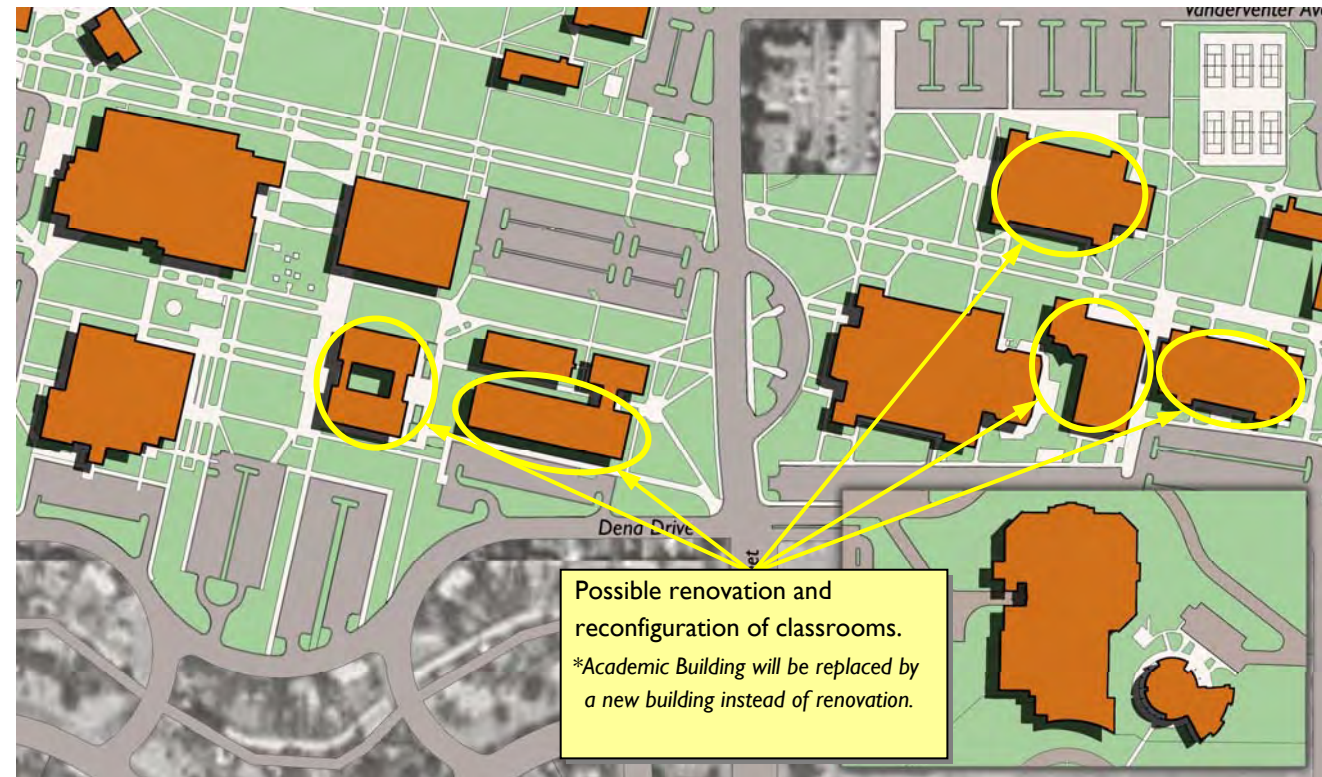 Vanderventer Ave
Dena Drive
Possible renovation and
reconfiguration of classrooms.
*Academic Building will be replaced by
a new building instead of renovation.